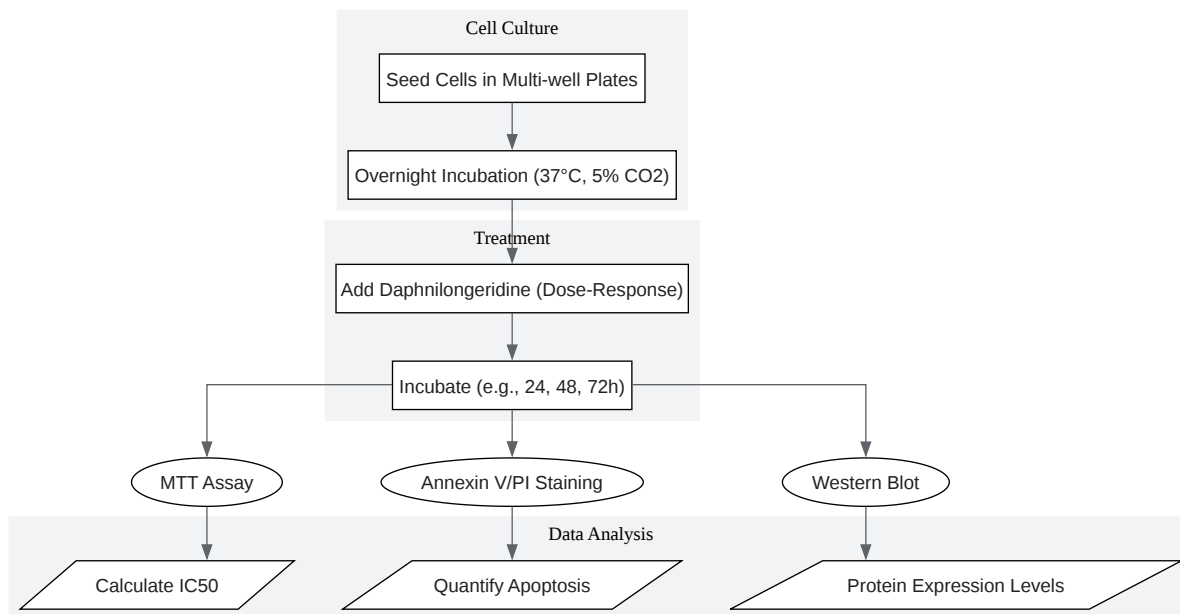 Cell Culture
Seed Cells in Multi-well Plates
Overnight Incubation (37°C, 5% CO2)
Treatment
Add Daphnilongeridine (Dose-Response)
Incubate (e.g., 24, 48, 72h)
MTT Assay
Annexin V/PI Staining
Western Blot
Data Analysis
Calculate IC50
Quantify Apoptosis
Protein Expression Levels